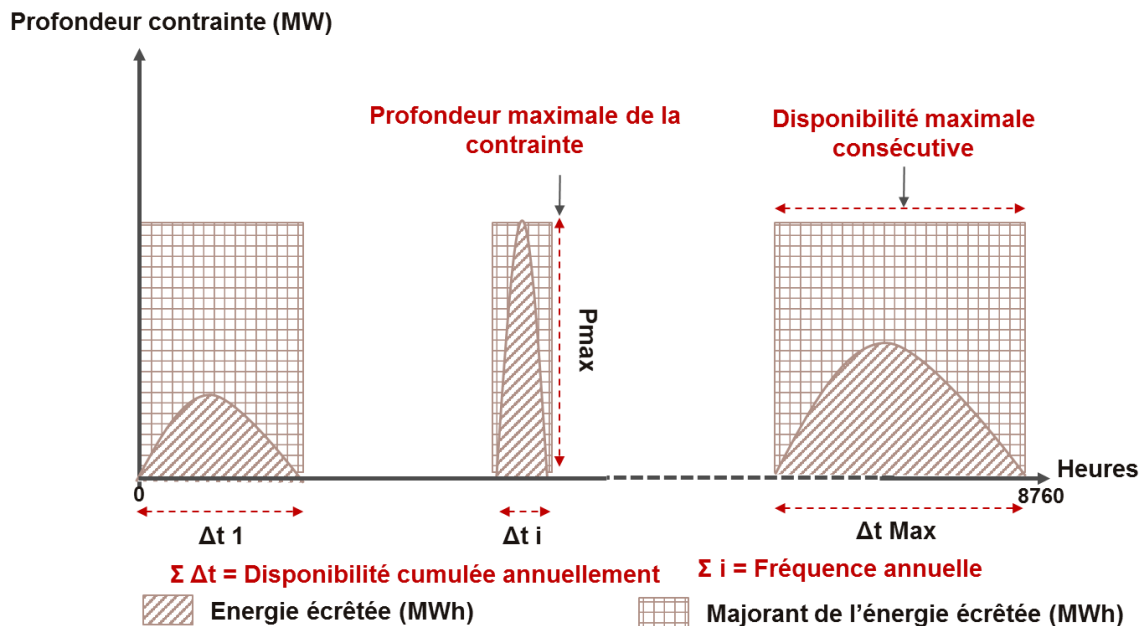 Profondeur contrainte (MW)
Profondeur maximale de la
contrainte
Disponibilité maximale
consécutive
Pmax
Heures
0
8760
Δt 1
Δt i
Δt Max
Σ Δt = Disponibilité cumulée annuellement
Σ i = Fréquence annuelle
Energie écrêtée (MWh)
Majorant de l'énergie écrêtée (MWh)